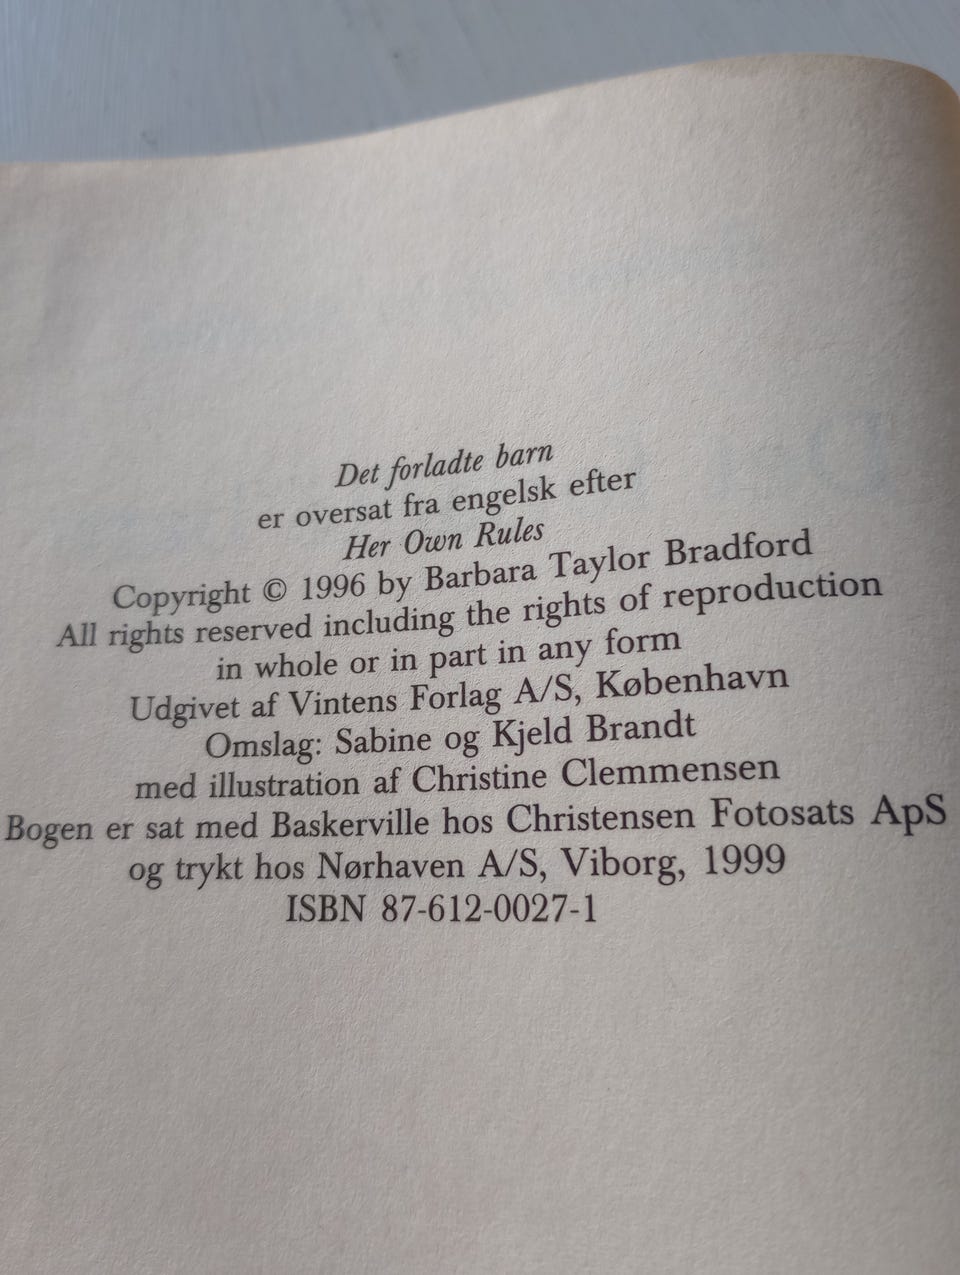 Det forladte barn
er oversat fra engelsk efter
Her Own Rules
Copyright © 1996 by Barbara Taylor Bradford
All rights reserved including the rights of reproduction
in whole or in part in any form
Udgivet af Vintens Forlag A/S, København
Omslag: Sabine og Kjeld Brandt
med illustration af Christine Clemmensen
Bogen er sat med Baskerville hos Christensen Fotosats ApS
og trykt hos Nørhaven A/S, Viborg, 1999
ISBN 87-612-0027-1